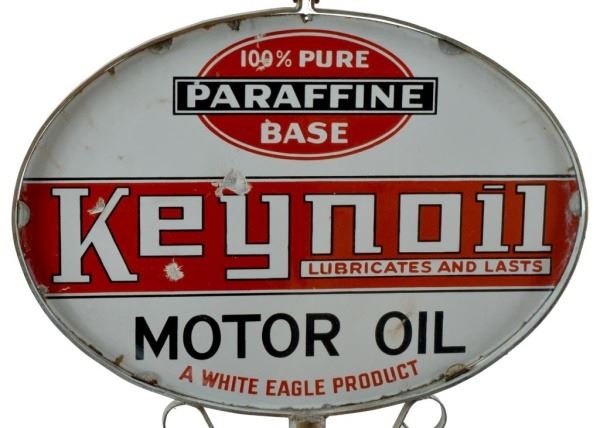 100% PURE
PARAFFINE
BASE
Keynoil
LUBRICATES AND LASTS
MOTOR OIL
A WHITE EAGLE PRODUCT